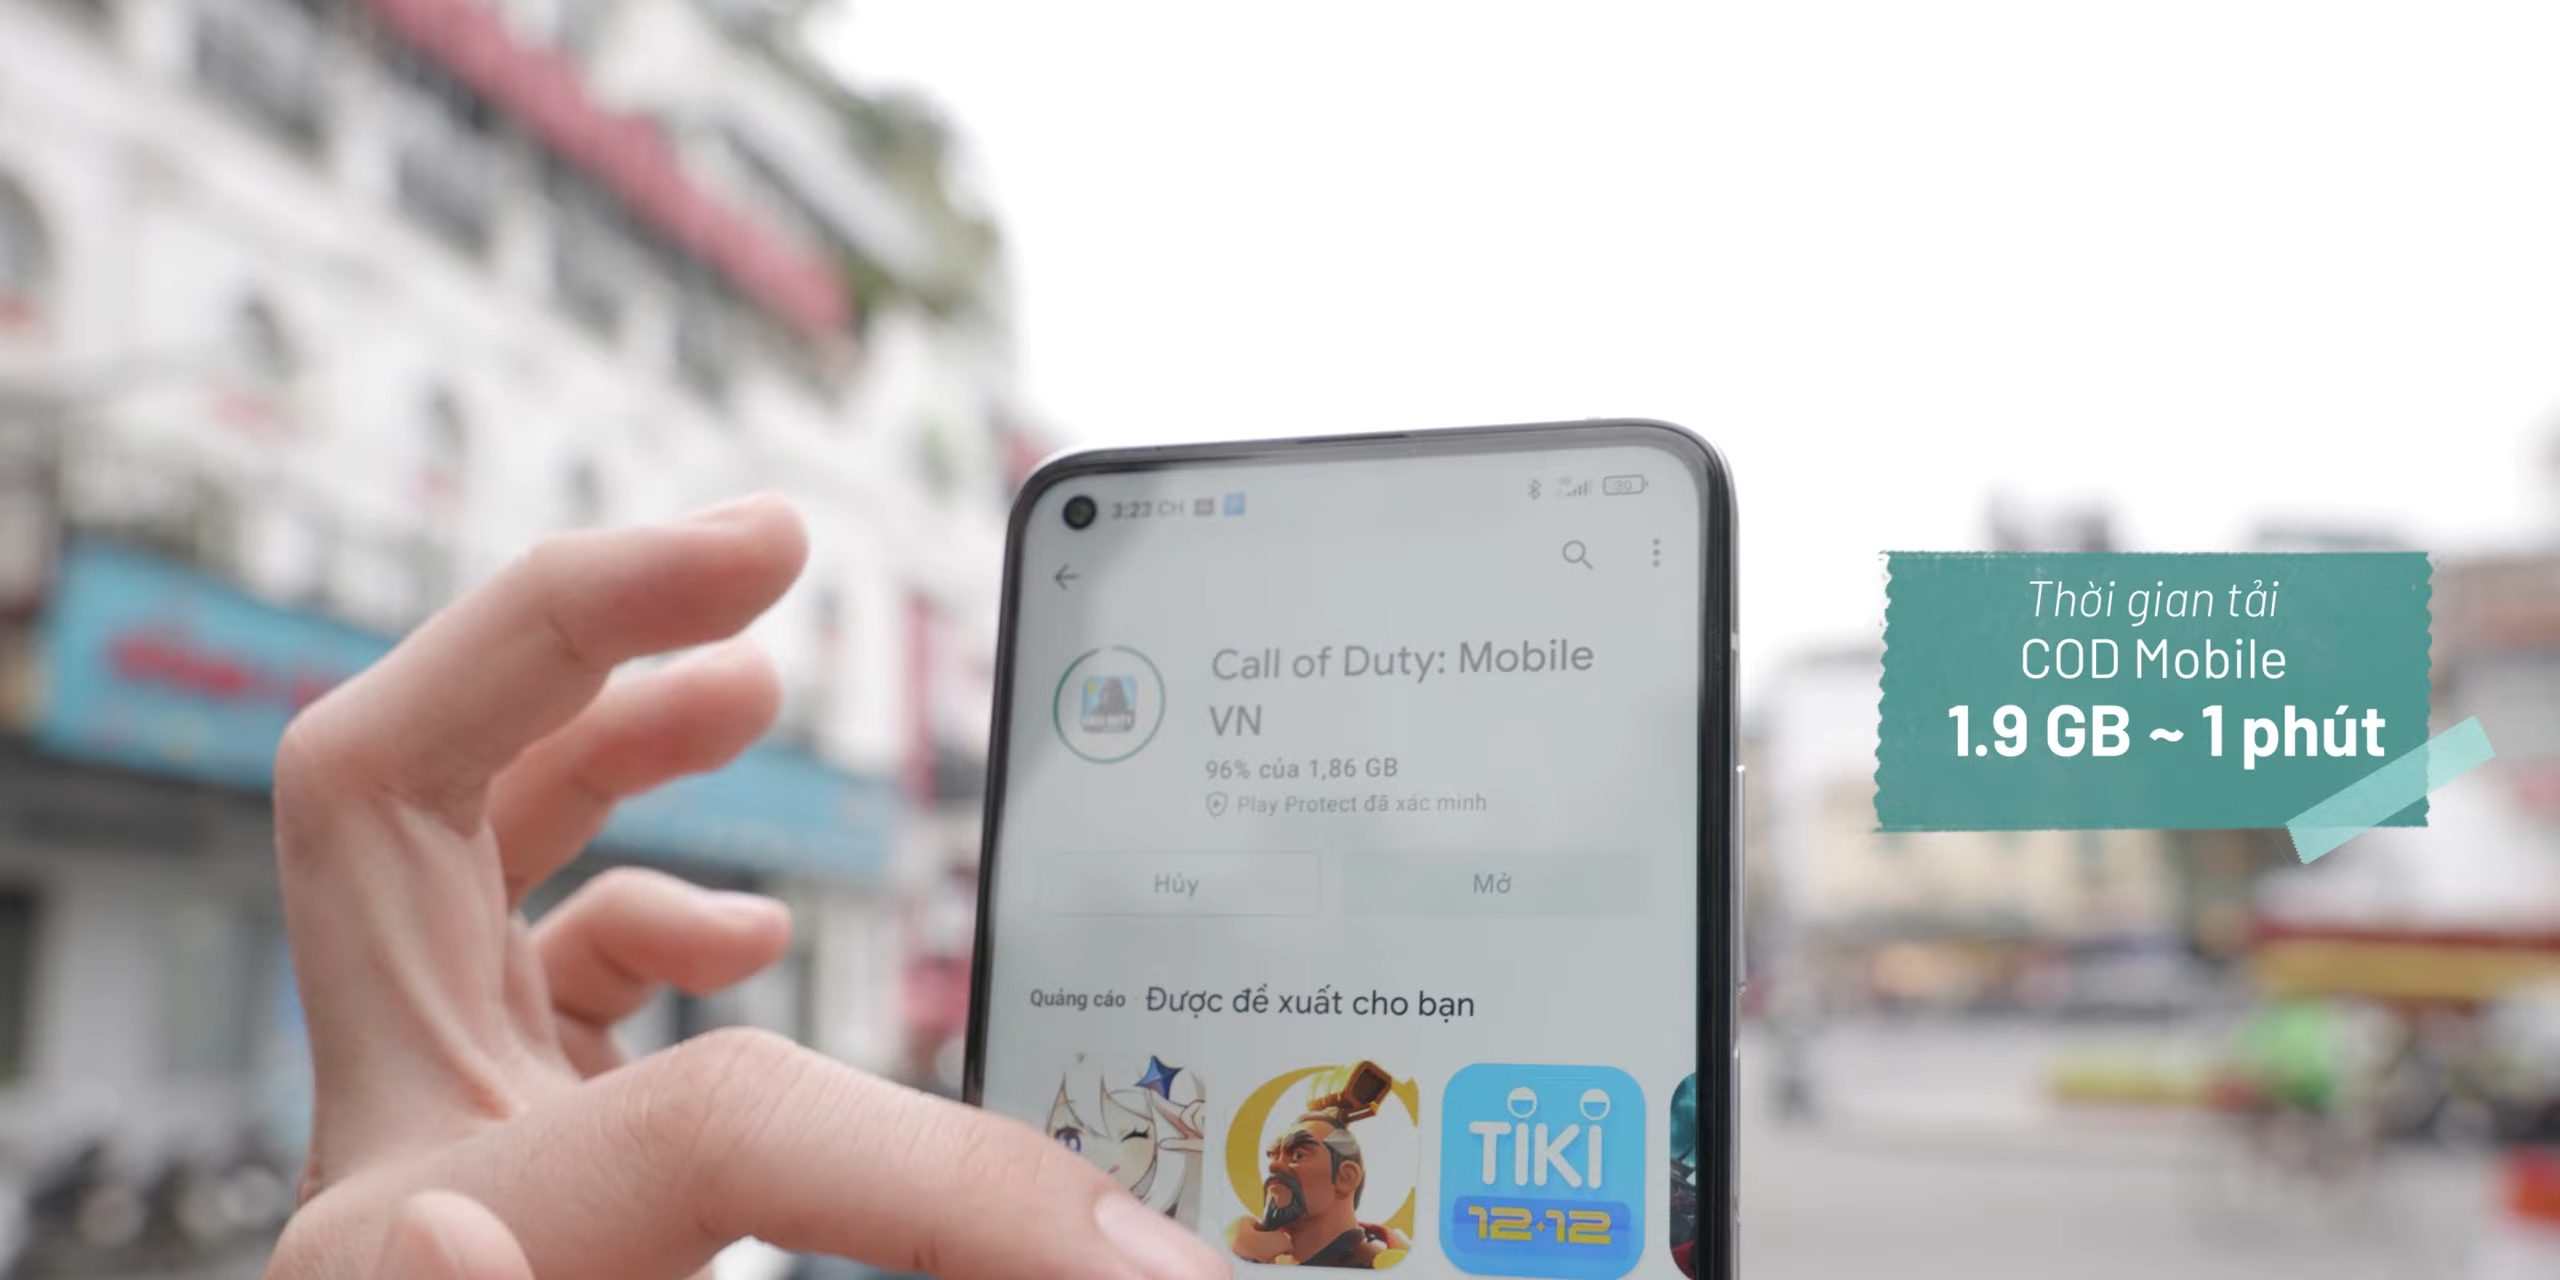 3:23 CH
30
Call of Duty: Mobile
VN
96% của 1,86 GB
Play Protect đã xác minh
Hủy
Mở
Quảng cáo · Được đề xuất cho bạn
TIKI
12·12
Thời gian tải
COD Mobile
1.9 GB ~ 1 phút